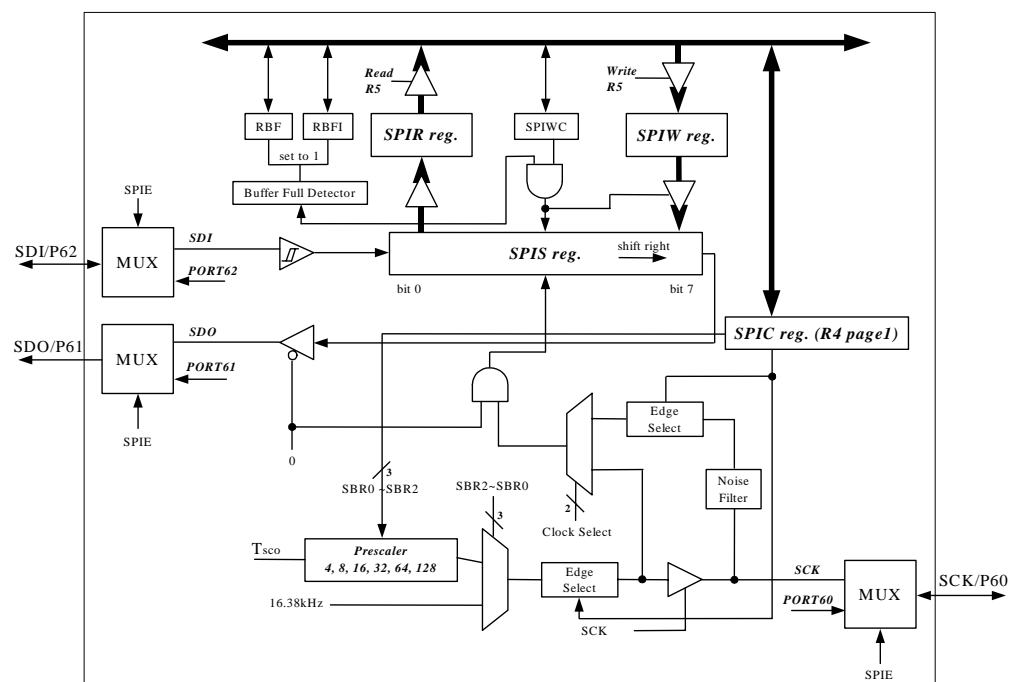 Read
R5
Write
R5
RBF
RBFI
SPIR reg.
SPIWC
SPIW reg.
set to 1
Buffer Full Detector
SPIE
SDI/P62
MUX
SDI
PORT62
SPIS reg.
shift right
bit 0
bit 7
SPIC reg. (R4 page1)
SDO/P61
MUX
SDO
PORT61
SPIE
0
Edge
Select
Noise
Filter
3
SBR0 ~SBR2
SBR2~SBR0
3
2
Clock Select
Tsco
Prescaler
4, 8, 16, 32, 64, 128
16.38kHz
Edge
Select
SCK
SCK
PORT60
MUX
SCK/P60
SPIE